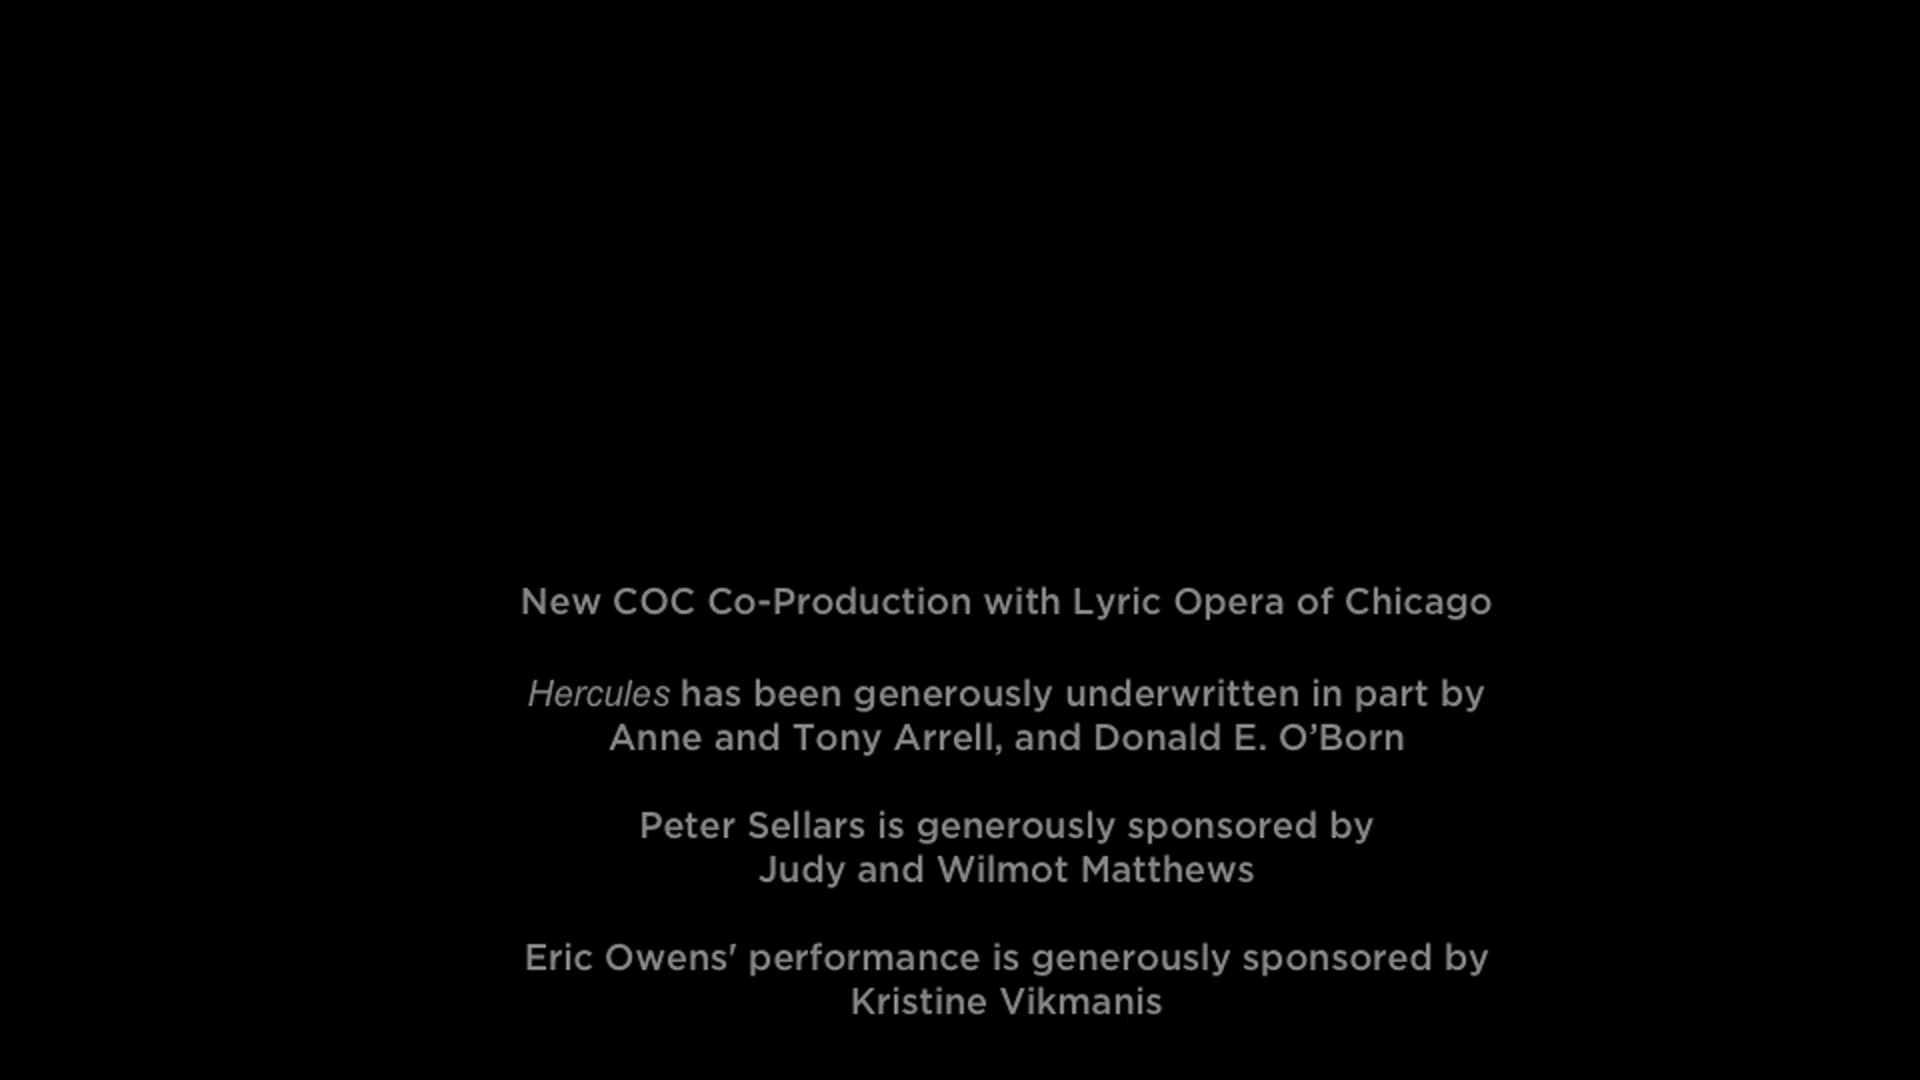 New COC Co-Production with Lyric Opera of Chicago
Hercules has been generously underwritten in part by
Anne and Tony Arrell, and Donald E. O’Born
Peter Sellars is generously sponsored by
Judy and Wilmot Matthews
Eric Owens' performance is generously sponsored by
Kristine Vikmanis